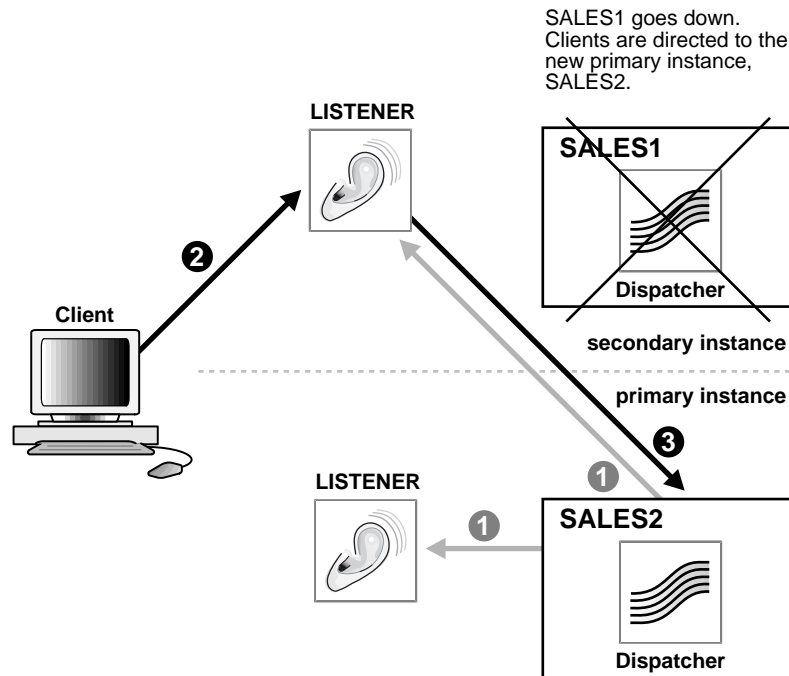 SALES1 goes down.
Clients are directed to the
new primary instance,
SALES2.
LISTENER
SALES1
2
Dispatcher
Client
secondary instance
primary instance
3
LISTENER
1
1
SALES2
Dispatcher